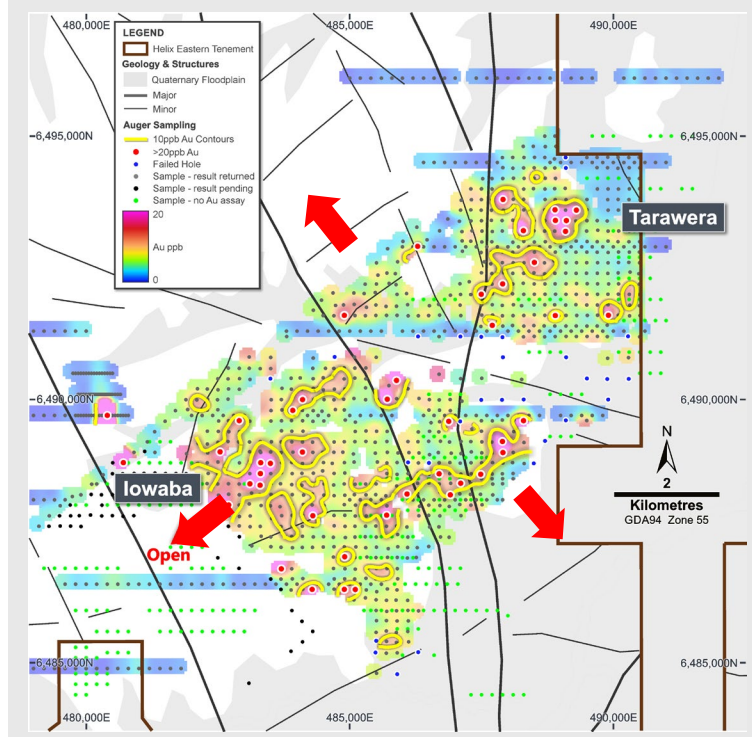 480,000E
485,000E
490,000E
LEGEND
Helix Eastern Tenement
Geology & Structures
Quaternary Floodplain
Major
Minor
Auger Sampling
10ppb Au Contours
>20ppb Au
Failed Hole
Sample - result returned
Sample - result pending
Sample - no Au assay
20
Au ppb
0
6,495,000N
6,495,000N
Tarawera
6,490,000N
6,490,000N
N
2
Kilometres
GDA94 Zone 55
Iowaba
Open
6,485,000N
6,485,000N
480,000E
485,000E
490,000E